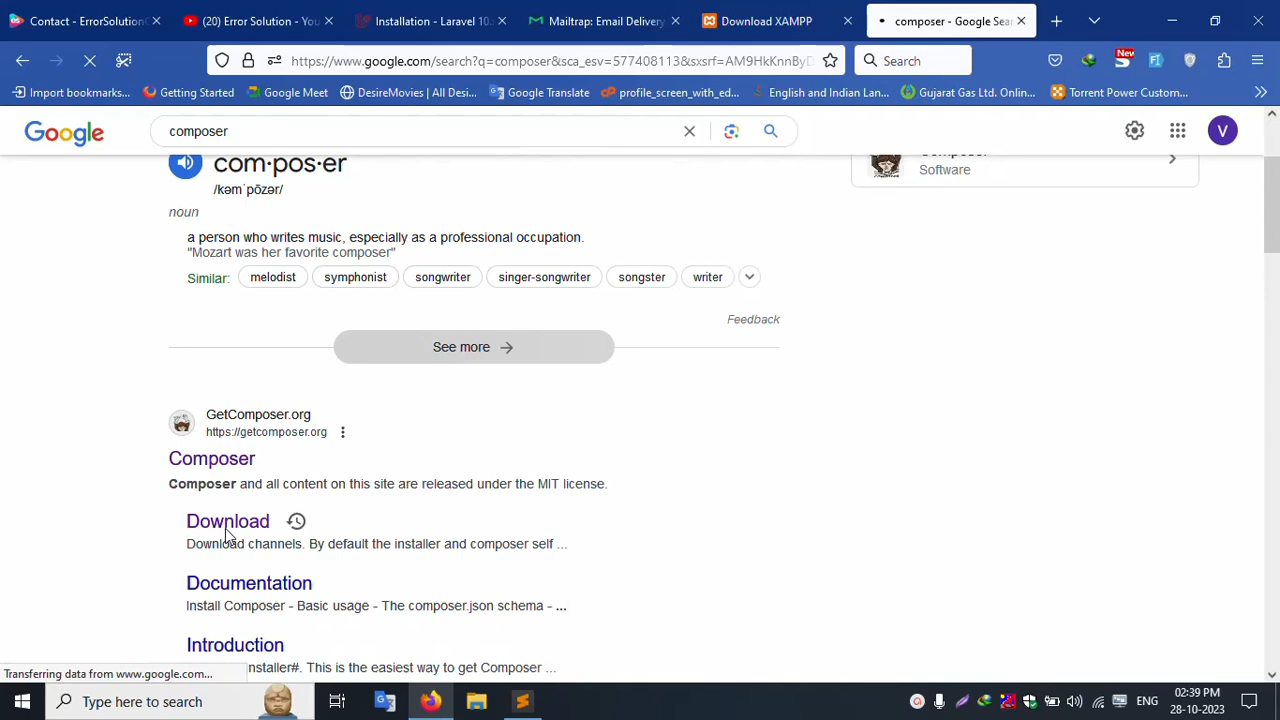 Contact - ErrorSolution
(20) Error Solution - You
Installation - Laravel 10.
Mailtrap: Email Delivery
Download XAMPP
composer - Google Sear
https://www.google.com/search?q=composer&sca_esv=577408113&sxsrf=AM9HkKnnByD
Search
New
Import bookmarks...
Getting Started
Google Meet
DesireMovies | All Desi...
Google Translate
profile_screen_with_ed...
English and Indian Lan...
Gujarat Gas Ltd. Onlin...
Torrent Power Custom...
Google
composer
V
com·pos·er
Software
/kəmˈpōzər/
noun
a person who writes music, especially as a professional occupation.
"Mozart was her favorite composer"
Similar:
melodist
symphonist
songwriter
singer-songwriter
songster
writer
Feedback
See more
GetComposer.org
https://getcomposer.org
Composer
Composer and all content on this site are released under the MIT license.
Download
Download channels. By default the installer and composer self ...
Documentation
Install Composer - Basic usage - The composer.json schema - ...
Introduction
nstaller#. This is the easiest way to get Composer ...
Transferring data from www.google.com...
Type here to search
ENG
02:39 PM
28-10-2023